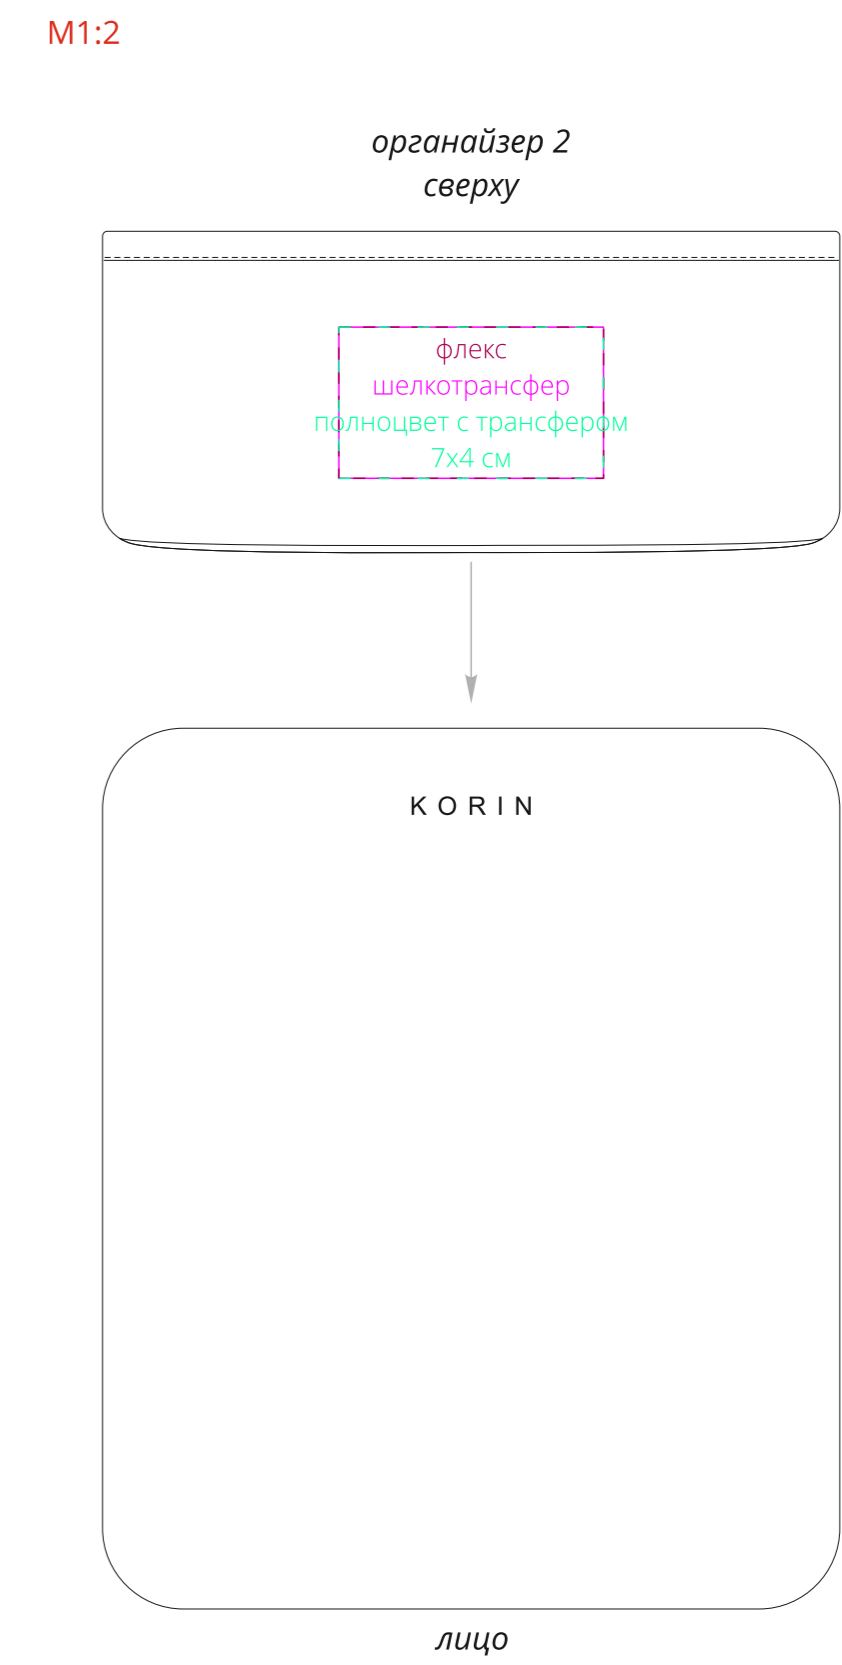 М1:2
органайзер 2
сверху
флекс
шелкотрансфер
полноцвет с трансфером
7х4 см
KORIN
лицо